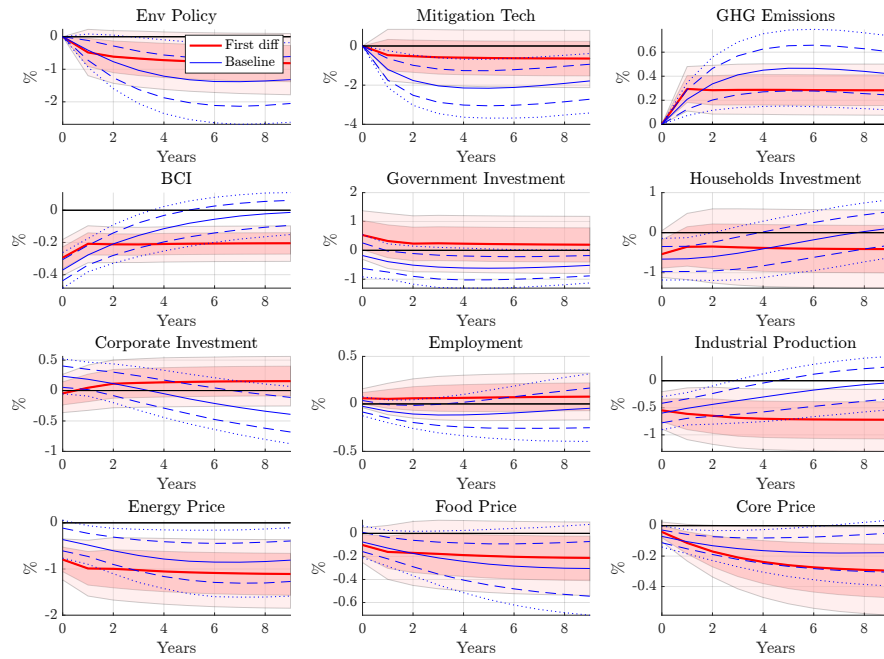 Env Policy
Mitigation Tech
GHG Emissions
0
-1
-2
%
0 2 4 6 8
Years
First diff
Baseline
0
-2
-4
%
0 2 4 6 8
Years
0.6
0.4
0.2
0
%
0 2 4 6 8
Years
BCI
Government Investment
Households Investment
0
-0.2
-0.4
%
0 2 4 6 8
Years
2
1
0
-1
%
0 2 4 6 8
Years
1
0
-1
%
0 2 4 6 8
Years
Corporate Investment
Employment
Industrial Production
0.5
0
-0.5
-1
%
0 2 4 6 8
Years
0.5
0
-0.5
%
0 2 4 6 8
Years
0
-0.5
-1
%
0 2 4 6 8
Years
Energy Price
Food Price
Core Price
0
-1
-2
%
0 2 4 6 8
Years
0
-0.2
-0.4
-0.6
%
0 2 4 6 8
Years
0
-0.2
-0.4
%
0 2 4 6 8
Years